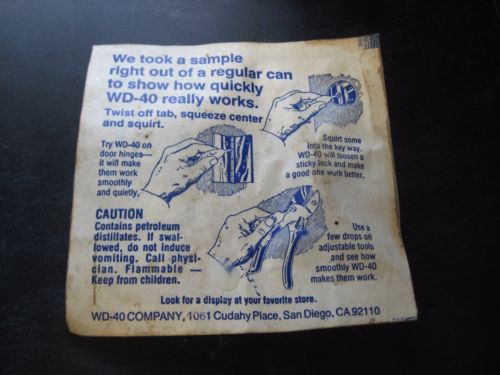 We took a sample
right out of a regular can
to show how quickly
WD-40 really works.
Twist off tab, squeeze center
and squirt.
Squirt some
into the key way.
WD-40 will loosen a
sticky lock and make
a good one work better.
Try WD-40 on
door hinges—
it will make
them work
smoothly
and quietly.
CAUTION
Contains petroleum
distillates. If swal-
lowed, do not induce
vomiting. Call physi-
cian. Flammable —
Keep from children.
Use a
few drops on
adjustable tools
and see how
smoothly WD-40
makes them work.
Look for a display at your favorite store.
WD-40 COMPANY, 1061 Cudahy Place, San Diego, CA 92110